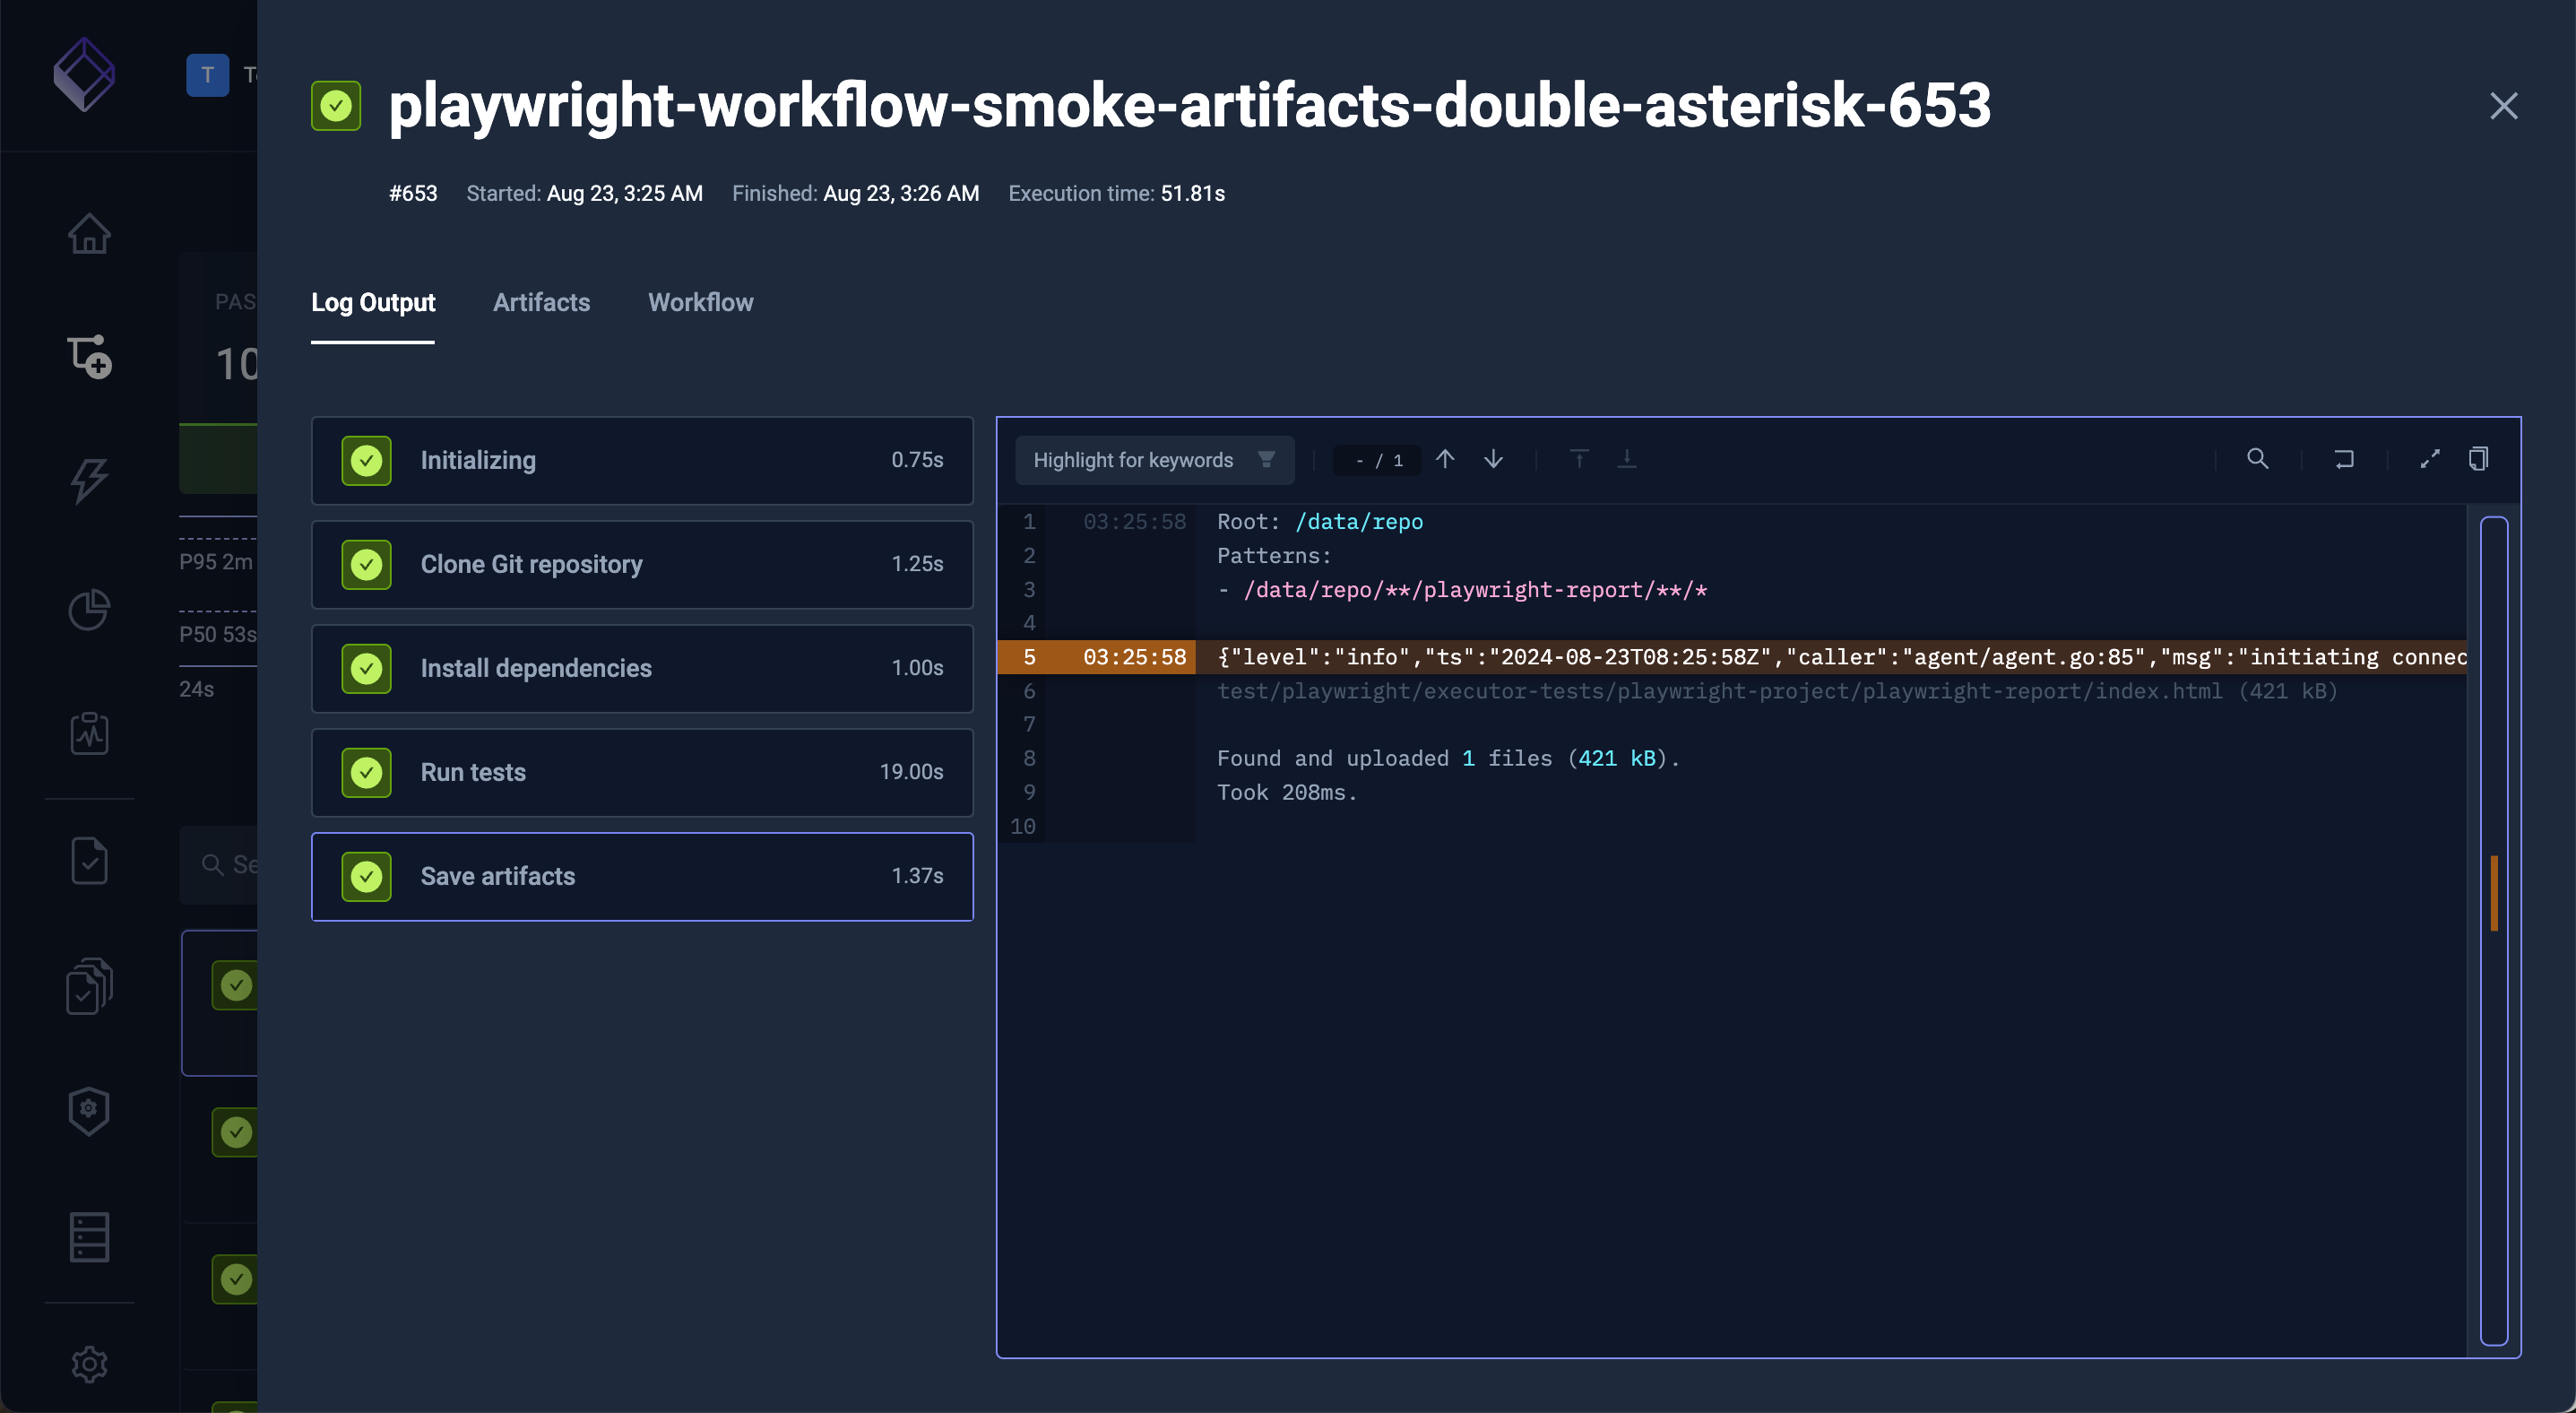 T
playwright-workflow-smoke-artifacts-double-asterisk-653
#653 Started: Aug 23, 3:25 AM Finished: Aug 23, 3:26 AM Execution time: 51.81s
PAS
10
P95 2m
P50 53s
24s
Se
Log Output Artifacts Workflow
Initializing 0.75s
Clone Git repository 1.25s
Install dependencies 1.00s
Run tests 19.00s
Save artifacts 1.37s
Highlight for keywords - / 1
1 03:25:58 Root: /data/repo
2 Patterns:
3 - /data/repo/**/playwright-report/**/*
4
5 03:25:58 {"level":"info","ts":"2024-08-23T08:25:58Z","caller":"agent/agent.go:85","msg":"initiating connec
6 test/playwright/executor-tests/playwright-project/playwright-report/index.html (421 kB)
7
8 Found and uploaded 1 files (421 kB).
9 Took 208ms.
10